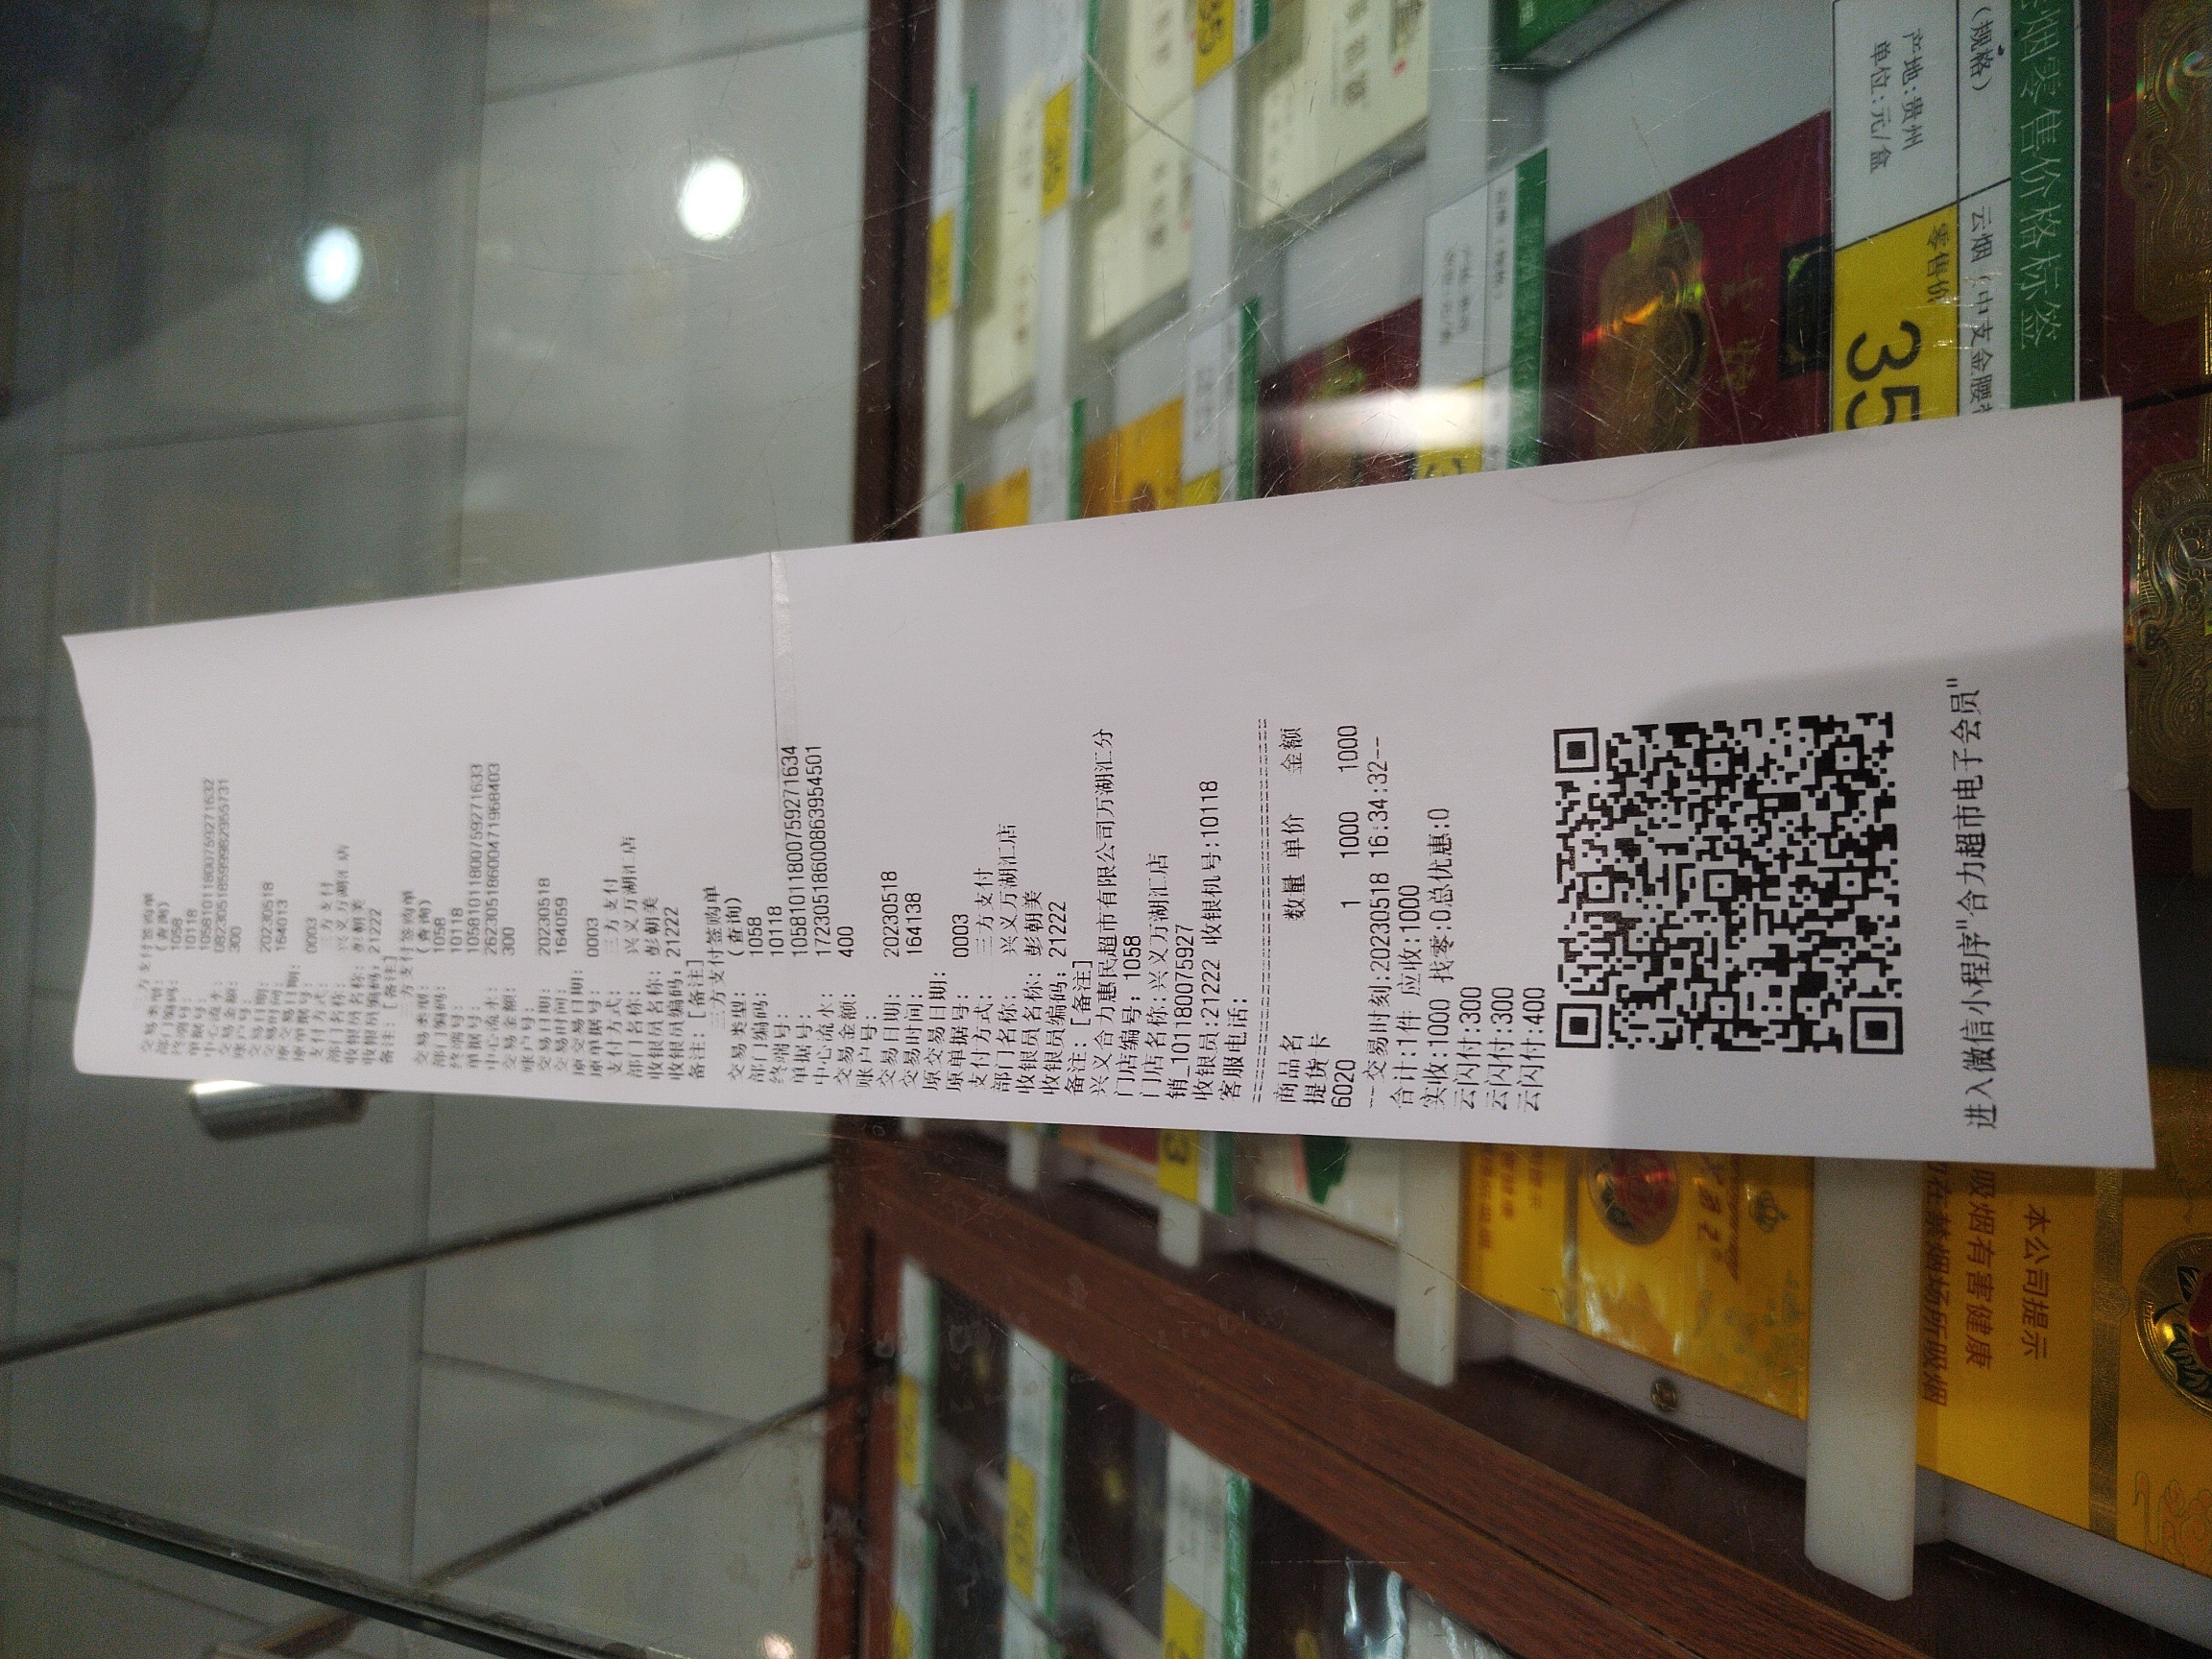 三方支付签购单
交易类型: (查询)
部门编码: 1058
终端号: 10118
单据号: 1058101180075927‌1632
中心流水: 08230518599982955731
交易金额: 300
账户号:
交易日期: 20230518
交易时间: 164013
原交易日期:
原单据号: 0003
支付方式: 三方支付
部门名称: 兴义万湖汇店
收银员名称: 彭朝美
收银员编码: 21222
备注: [备注]
三方支付签购单
交易类型: (查询)
部门编码: 1058
终端号: 10118
单据号: 10581011800759271633
中心流水: 26230518600471968403
交易金额: 300
账户号:
交易日期: 20230518
交易时间: 164059
原交易日期:
原单据号: 0003
支付方式: 三方支付
部门名称: 兴义万湖汇店
收银员名称: 彭朝美
收银员编码: 21222
备注: [备注]
三方支付签购单
交易类型: (查询)
部门编码: 1058
终端号: 10118
单据号: 10581011800759271634
中心流水: 17230518600863954501
交易金额: 400
账户号:
交易日期: 20230518
交易时间: 164138
原交易日期:
原单据号: 0003
支付方式: 三方支付
部门名称: 兴义万湖汇店
收银员名称: 彭朝美
收银员编码: 21222
备注: [备注]
兴义合力惠民超市有限公司万湖汇分
门店编号: 1058
门店名称:兴义万湖汇店
销_1011800‌75927
收银员:21222 收银机号:10118
客服电话:
商品名 数量 单价 金额
提货卡
6020 1 1000 1000
--交易时刻:20230518 16:34:32--
合计:1件 应收:1000
实收:1000 找零:0总优惠:0
云闪付:300
云闪付:300
云闪付:400
进入微信小程序"合力超市电子会员"
烟零售价格标签
云烟(中支金腰
(规格)
产地:贵州
单位:元/盒
零售价
35
本公司提示
吸烟有害健康